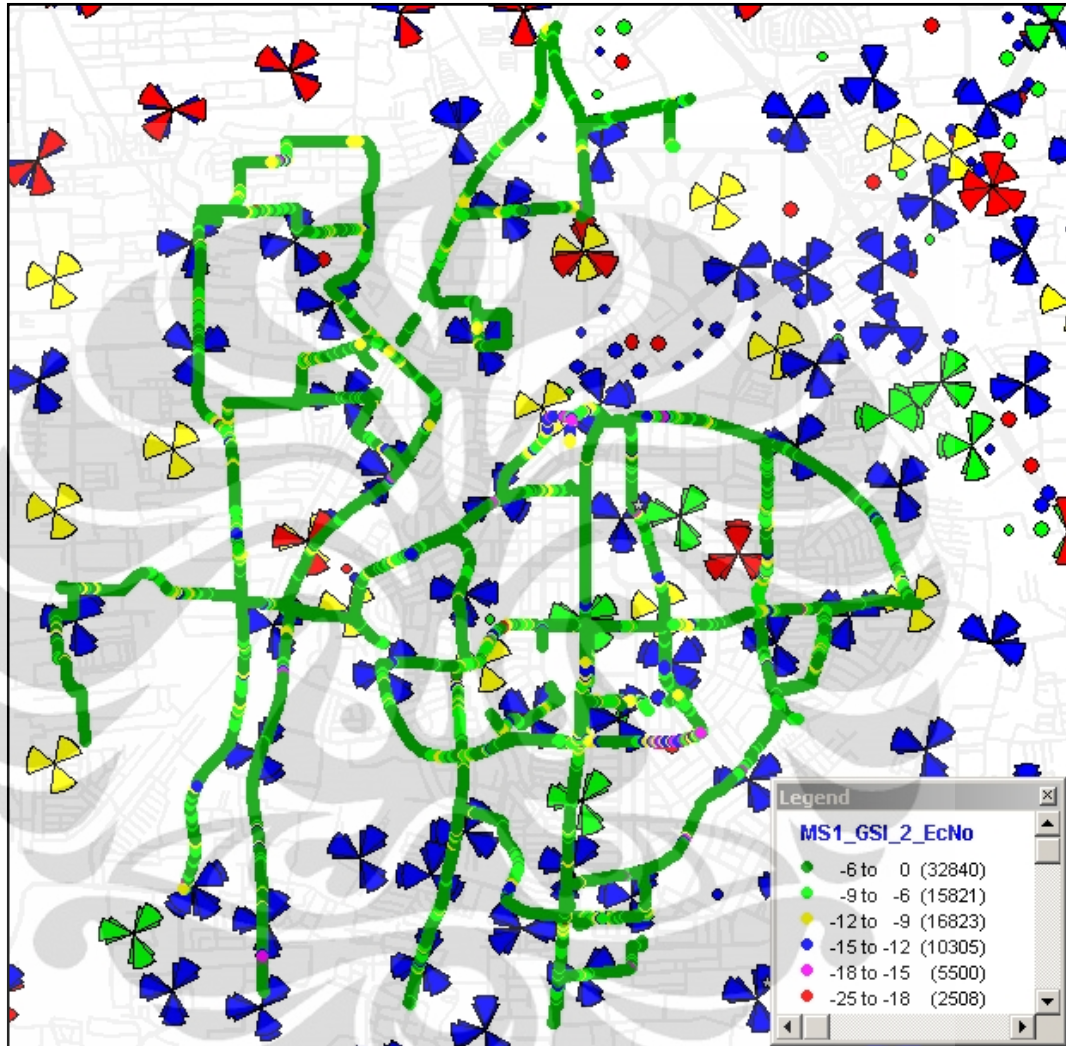 Legend
MS1_GSI_2_EcNo
-6 to 0 (32840)
-9 to -6 (15821)
-12 to -9 (16823)
-15 to -12 (10305)
-18 to -15 (5500)
-25 to -18 (2508)